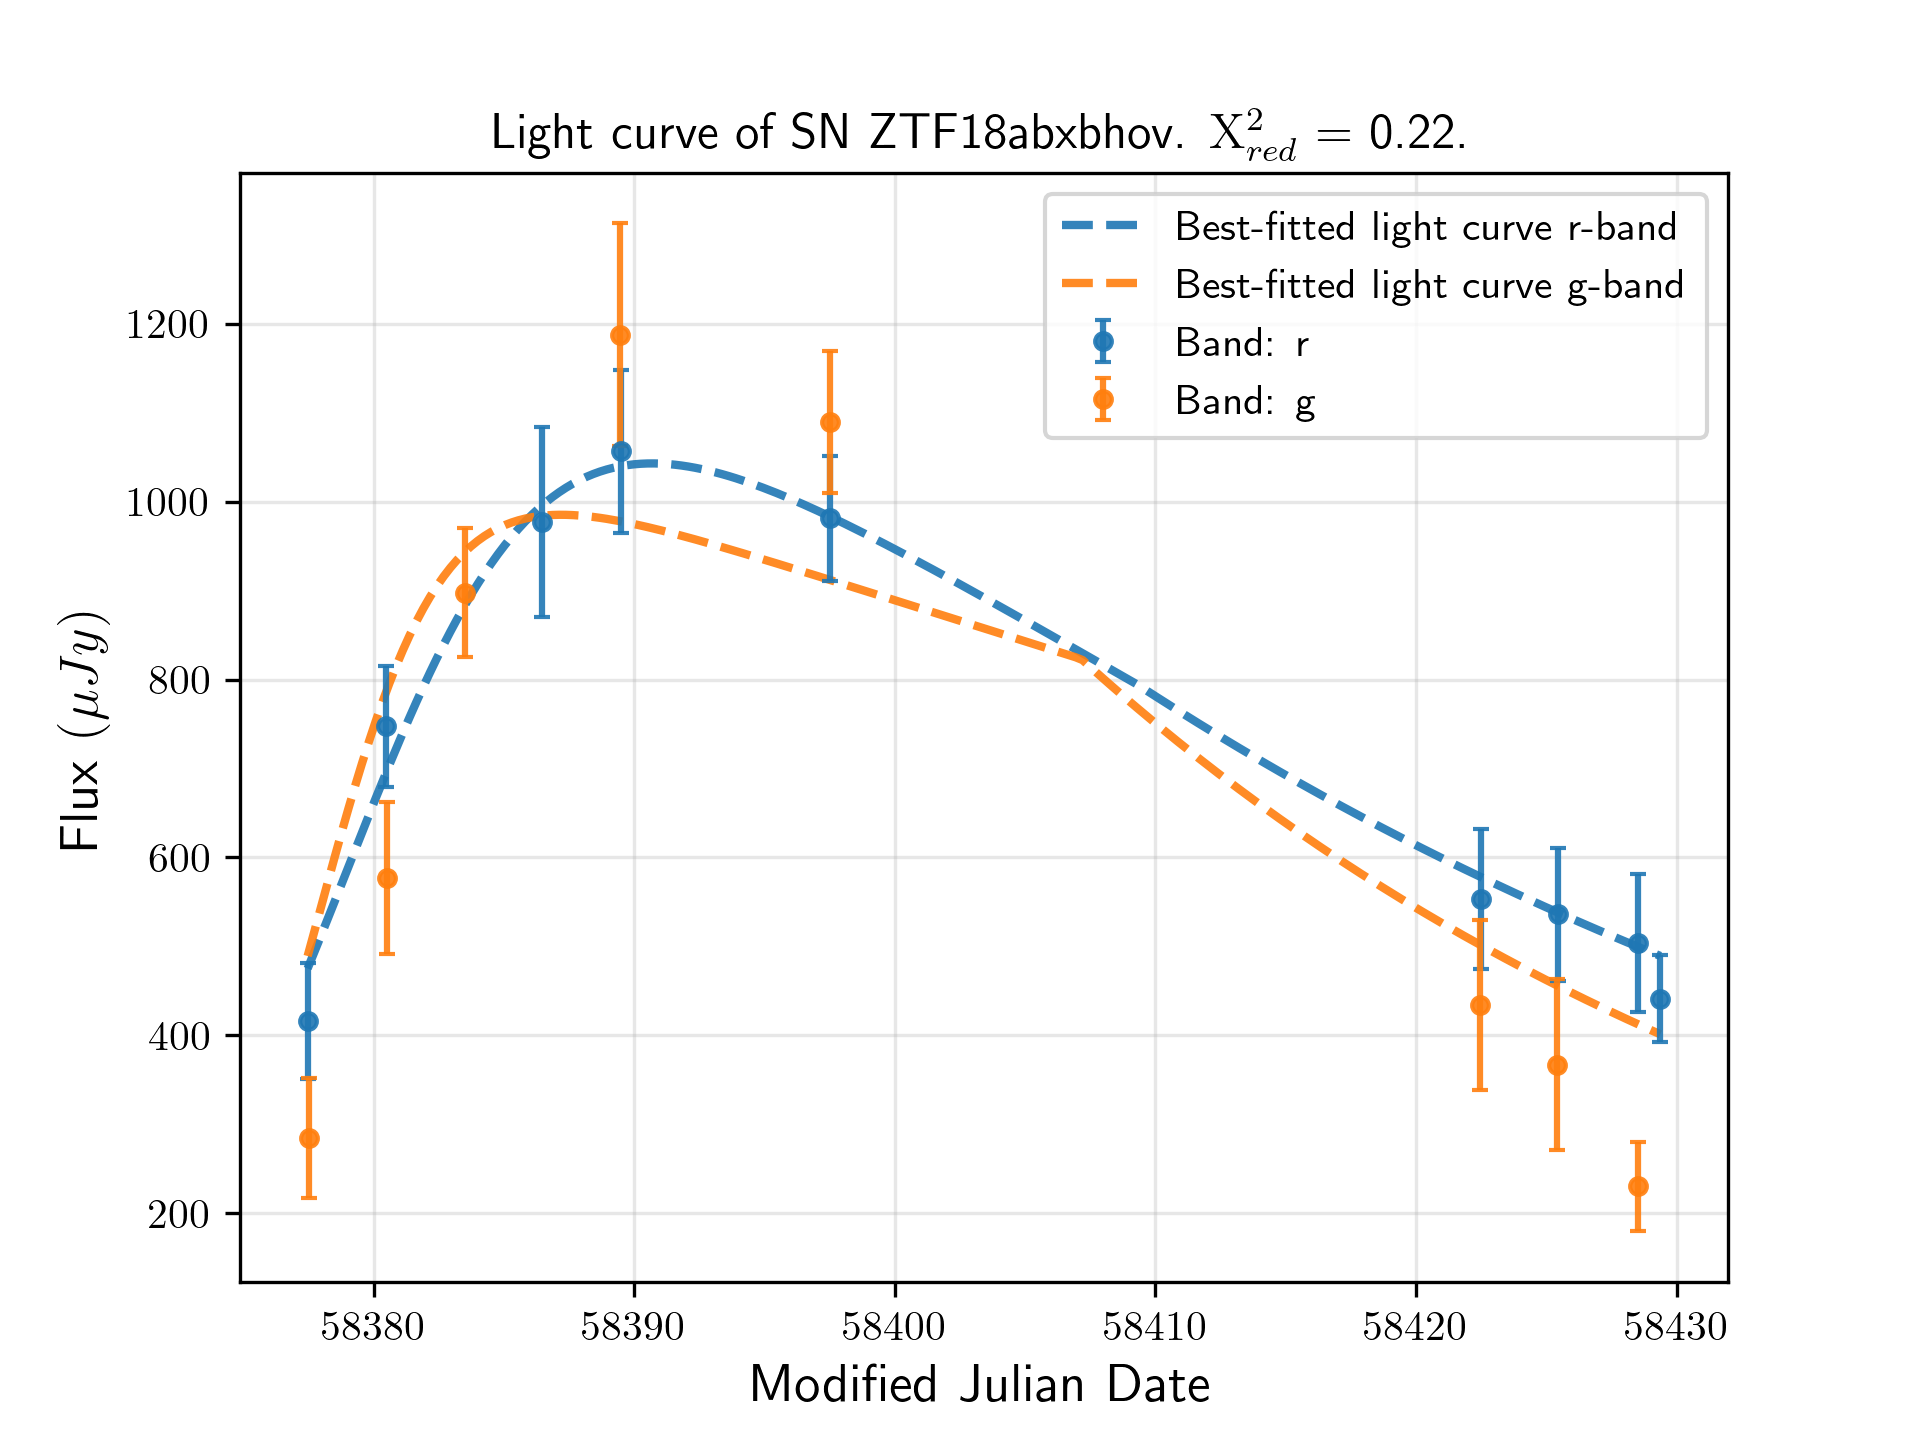 Light curve of SN ZTF18abxbhov. X²_red = 0.22.
Best-fitted light curve r-band
Best-fitted light curve g-band
Band: r
Band: g
Flux (μJy)
1200
1000
800
600
400
200
58380 58390 58400 58410 58420 58430
Modified Julian Date